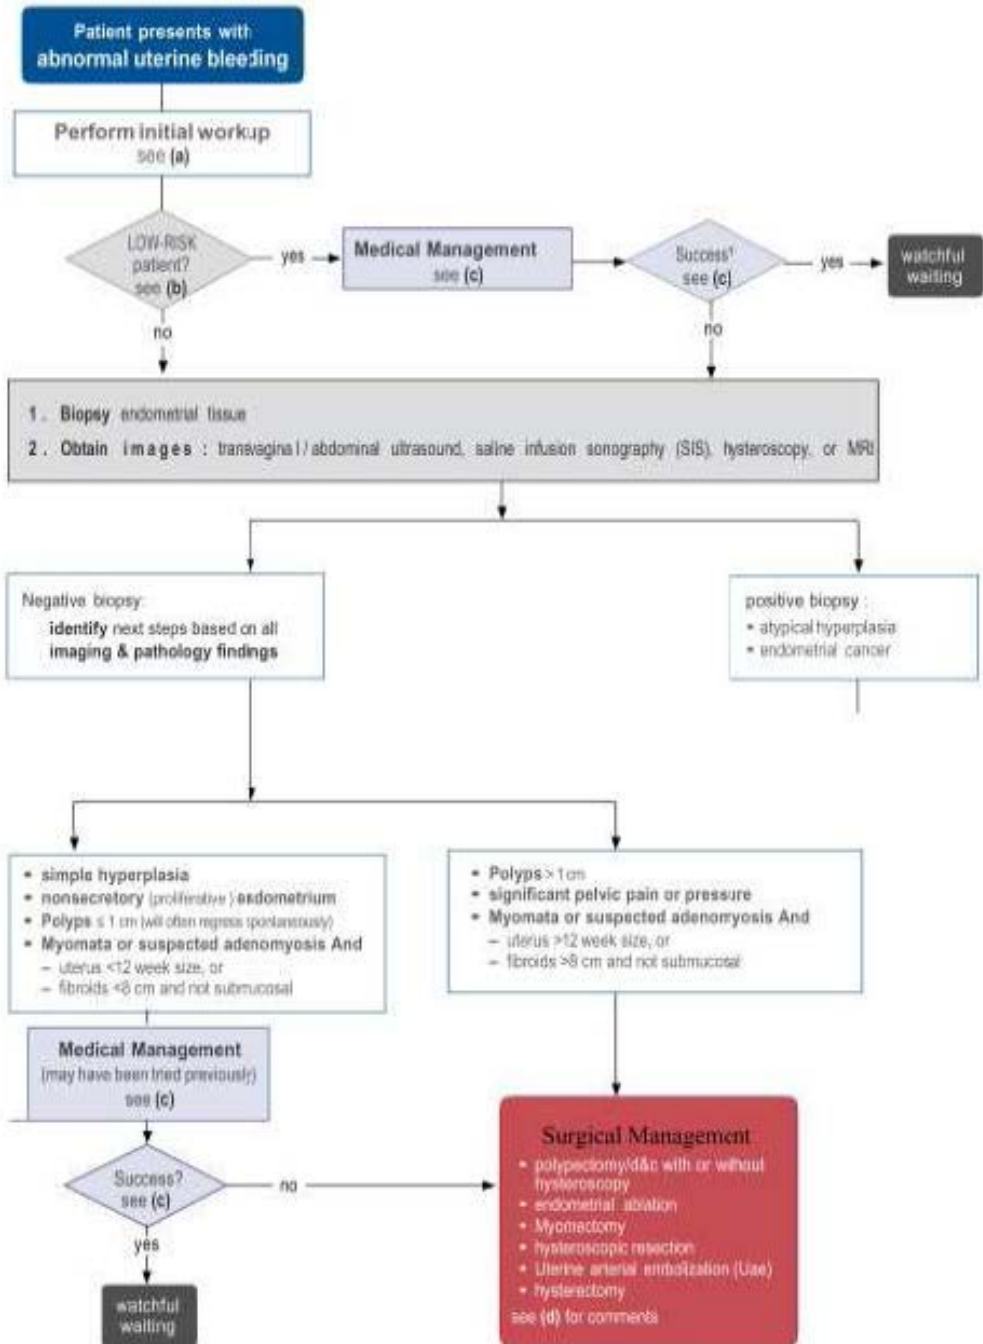 Patient presents with
abnormal uterine bleeding
Perform initial workup
see (a)
LOW-RISK
patient?
see (b)
yes
Medical Management
see (c)
Success?
see (c)
yes
watchful
waiting
no
no
1. Biopsy endometrial tissue
2. Obtain images : transvaginal/abdominal ultrasound, saline infusion sonography (SIS), hysteroscopy, or MRI
Negative biopsy:
identify next steps based on all
imaging & pathology findings
positive biopsy :
• atypical hyperplasia
• endometrial cancer
• simple hyperplasia
• nonsecretory (proliferative) endometrium
• Polyps ≤ 1 cm (will often regress spontaneously)
• Myomata or suspected adenomyosis And
– uterus <12 week size, or
– fibroids <8 cm and not submucosal
• Polyps > 1 cm
• significant pelvic pain or pressure
• Myomata or suspected adenomyosis And
– uterus >12 week size, or
– fibroids >8 cm and not submucosal
Medical Management
(may have been tried previously)
see (c)
Success?
see (c)
no
yes
watchful
waiting
Surgical Management
• polypectomy/d&c with or without
hysteroscopy
• endometrial ablation
• Myomectomy
• hysteroscopic resection
• Uterine arterial embolization (Uae)
• hysterectomy
see (d) for comments